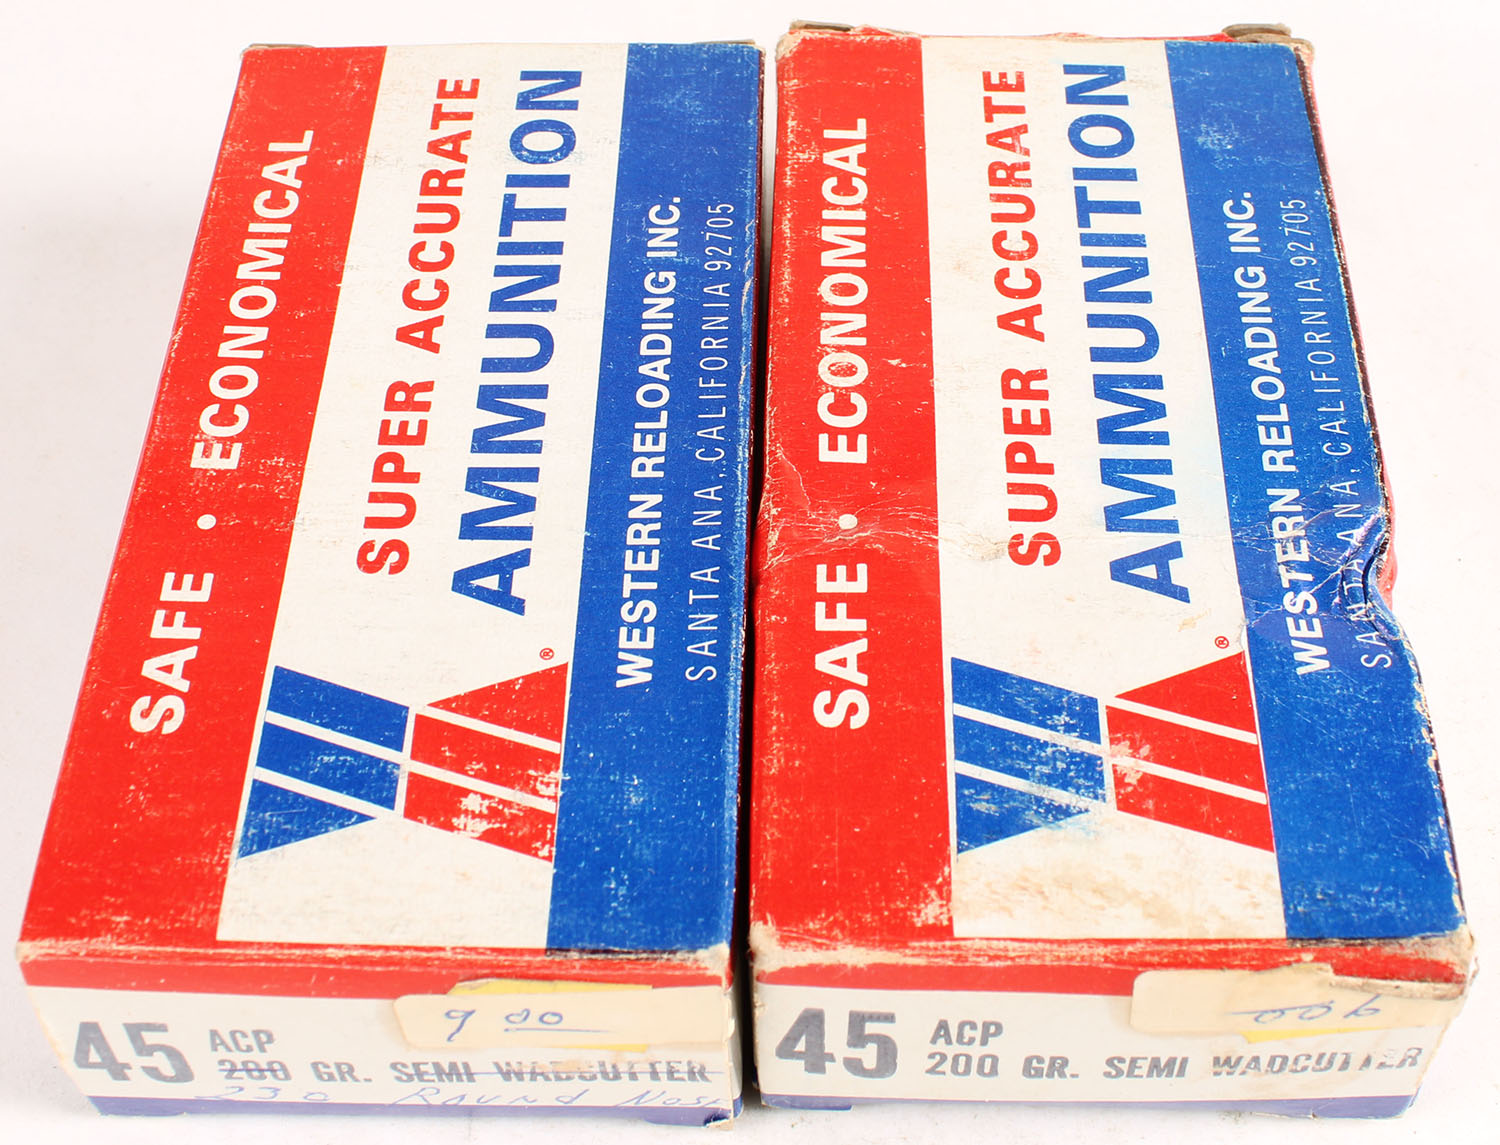 SAFE • ECONOMICAL
SUPER ACCURATE
AMMUNITION
WESTERN RELOADING INC.
SANTA ANA, CALIFORNIA 92705
®
9 00
45 ACP
200 GR. SEMI WADCUTTER
230 Round Nose
SAFE • ECONOMICAL
SUPER ACCURATE
AMMUNITION
WESTERN RELOADING INC.
SANTA ANA, CALIFORNIA 92705
®
9 00
45 ACP
200 GR. SEMI WADCUTTER